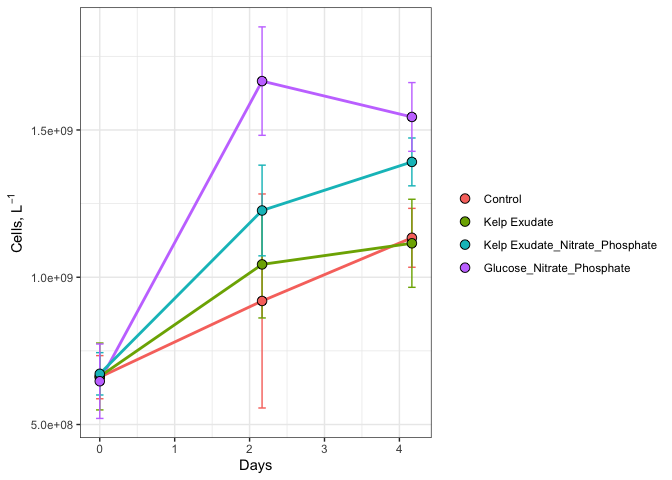 Cells, L⁻¹
1.5e+09
1.0e+09
5.0e+08
0 1 2 3 4
Days
Control
Kelp Exudate
Kelp Exudate_Nitrate_Phosphate
Glucose_Nitrate_Phosphate